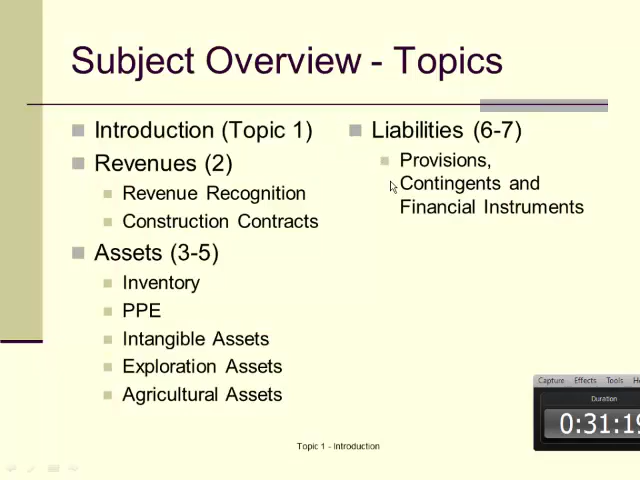 Subject Overview - Topics
Introduction (Topic 1)
Revenues (2)
Revenue Recognition
Construction Contracts
Assets (3-5)
Inventory
PPE
Intangible Assets
Exploration Assets
Agricultural Assets
Liabilities (6-7)
Provisions,
Contingents and
Financial Instruments
Topic 1 - Introduction
Capture Effects Tools
Duration
0:31:19